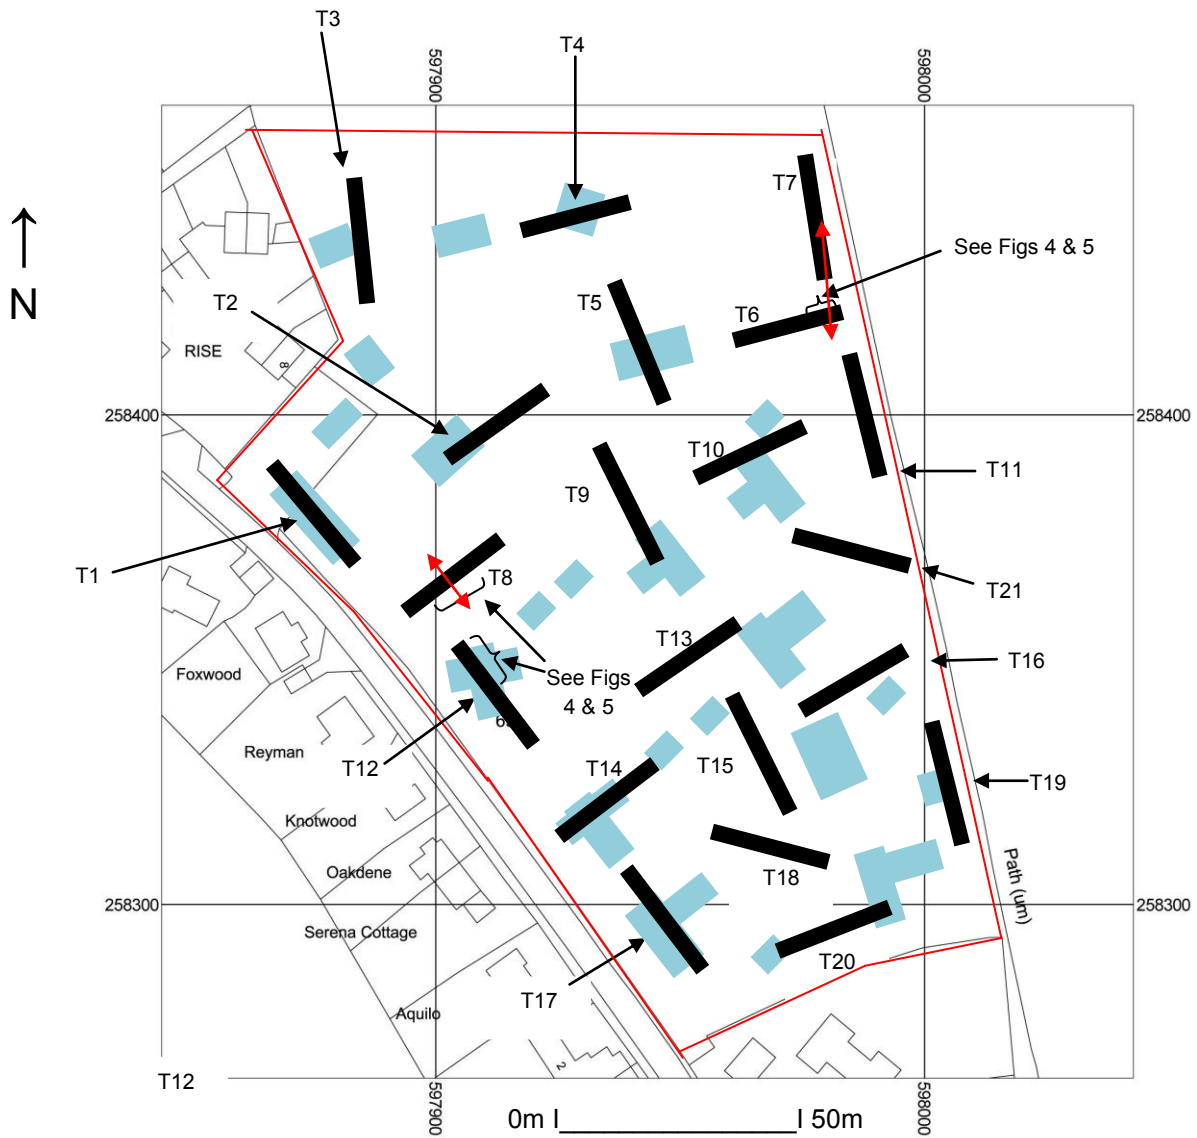 T3
T4
597900
598000
T7
See Figs 4 & 5
N
T2
T5
T6
RISE
8
258400
258400
T10
T11
T9
T1
T8
T21
T13
T16
Foxwood
See Figs
4 & 5
Reyman
T12
T14
T15
T19
Knotwood
Oakdene
T18
Path (um)
258300
258300
Serena Cottage
T20
T17
Aquilo
2
T12
597900
598000
0m I_________________I 50m